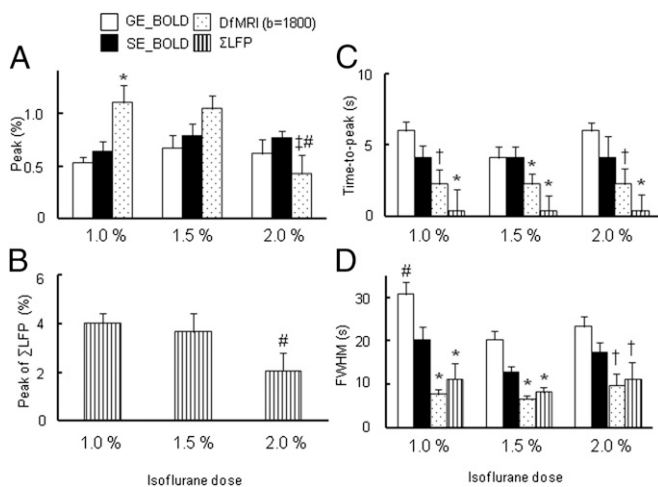 GE_BOLD DfMRI (b=1800)
SE_BOLD ΣLFP
A
*
1.0
0.5
0
Peak (%)
‡#
1.0 % 1.5 % 2.0 %
B
6
4
2
0
Peak of ∑LFP (%)
#
1.0 % 1.5 % 2.0 %
Isoflurane dose
C
10
6
0
Time-to-peak (s)
† * * * † *
1.0 % 1.5 % 2.0 %
D
30
20
10
0
FWHM (s)
#
* * * * † †
1.0 % 1.5 % 2.0 %
Isoflurane dose